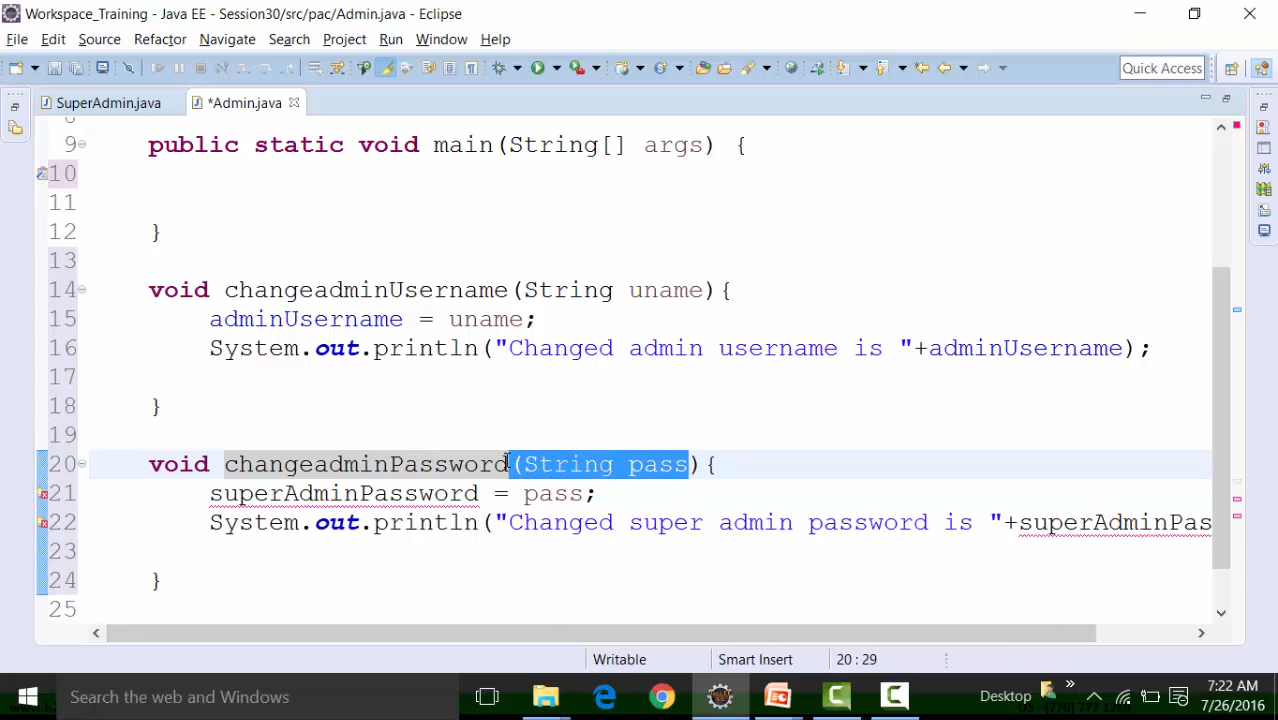 Workspace_Training - Java EE - Session30/src/pac/Admin.java - Eclipse
File Edit Source Refactor Navigate Search Project Run Window Help
Quick Access
SuperAdmin.java *Admin.java
8
9 public static void main(String[] args) {
10
11
12 }
13
14 void changeadminUsername(String uname){
15 adminUsername = uname;
16 System.out.println("Changed admin username is "+adminUsername);
17
18 }
19
20 void changeadminPassword(String pass){
21 superAdminPassword = pass;
22 System.out.println("Changed super admin password is "+superAdminPas
23
24 }
25
Writable Smart Insert 20 : 29
Search the web and Windows
Desktop
7:22 AM
7/26/2016